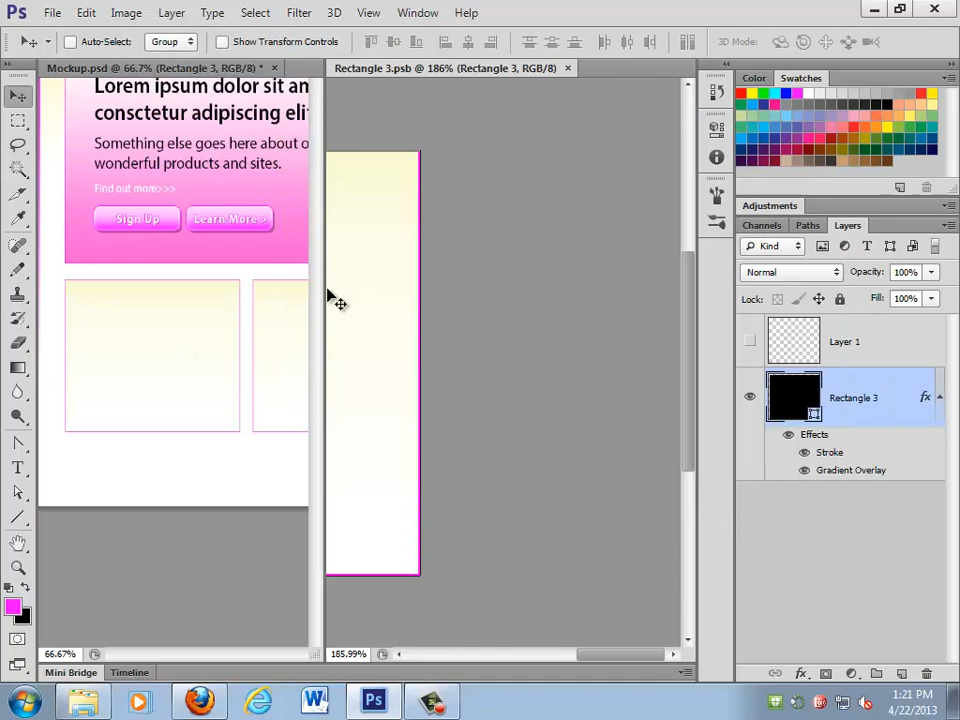 Ps File Edit Image Layer Type Select Filter 3D View Window Help
Auto-Select: Group Show Transform Controls 3D Mode:
Mockup.psd @ 66.7% (Rectangle 3, RGB/8) * × Rectangle 3.psb @ 186% (Rectangle 3, RGB/8) ×
Color Swatches
Lorem ipsum dolor sit am
consctetur adipiscing elit
Something else goes here about o
wonderful products and sites.
Find out more>>>
Sign Up Learn More >
Adjustments
Channels Paths Layers
Kind
Normal Opacity: 100%
Lock: Fill: 100%
Layer 1
Rectangle 3 fx
Effects
Stroke
Gradient Overlay
66.67% 185.99%
Mini Bridge Timeline
fx.
W Ps
1:21 PM
4/22/2013